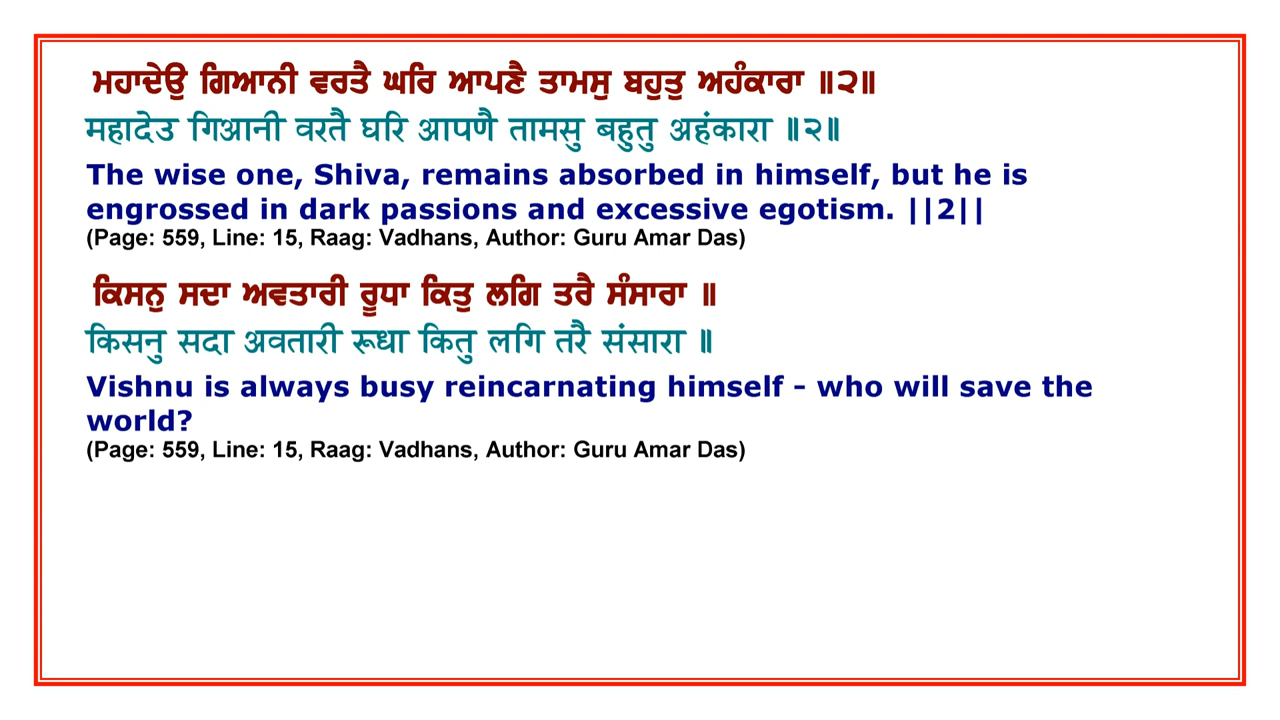 ਮਹਾਦੇਉ ਗਿਆਨੀ ਵਰਤੈ ਘਰਿ ਆਪਣੈ ਤਾਮਸੁ ਬਹੁਤੁ ਅਹੰਕਾਰਾ ॥੨॥
महादेउ गिआनी वरतै घरि आपणै तामसु बहुतु अहंकारा ॥२॥
The wise one, Shiva, remains absorbed in himself, but he is
engrossed in dark passions and excessive egotism. ||2||
(Page: 559, Line: 15, Raag: Vadhans, Author: Guru Amar Das)
ਕਿਸਨੁ ਸਦਾ ਅਵਤਾਰੀ ਰੂਧਾ ਕਿਤੁ ਲਗਿ ਤਰੈ ਸੰਸਾਰਾ ॥
किसनु सदा अवतारी रूधा कितु लगि तरै संसारा ॥
Vishnu is always busy reincarnating himself - who will save the
world?
(Page: 559, Line: 15, Raag: Vadhans, Author: Guru Amar Das)